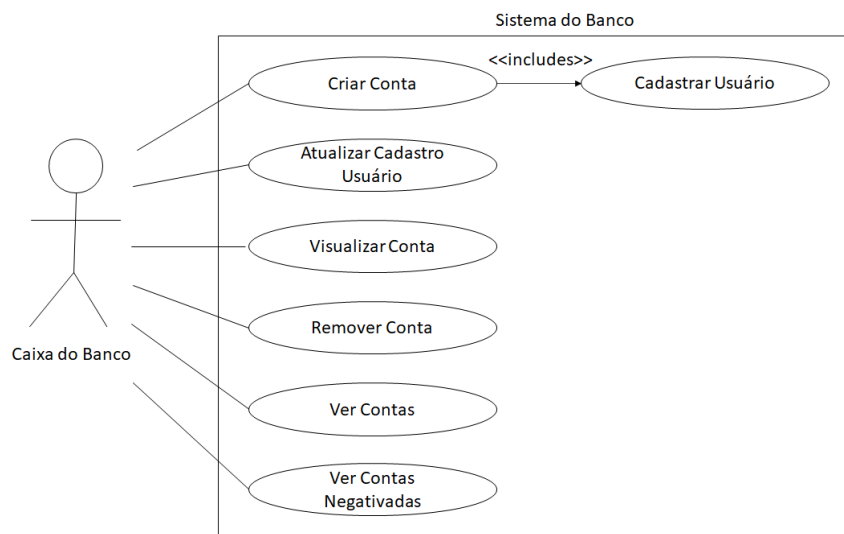 Sistema do Banco
<<includes>>
Criar Conta
Cadastrar Usuário
Atualizar Cadastro
Usuário
Visualizar Conta
Remover Conta
Caixa do Banco
Ver Contas
Ver Contas
Negativadas